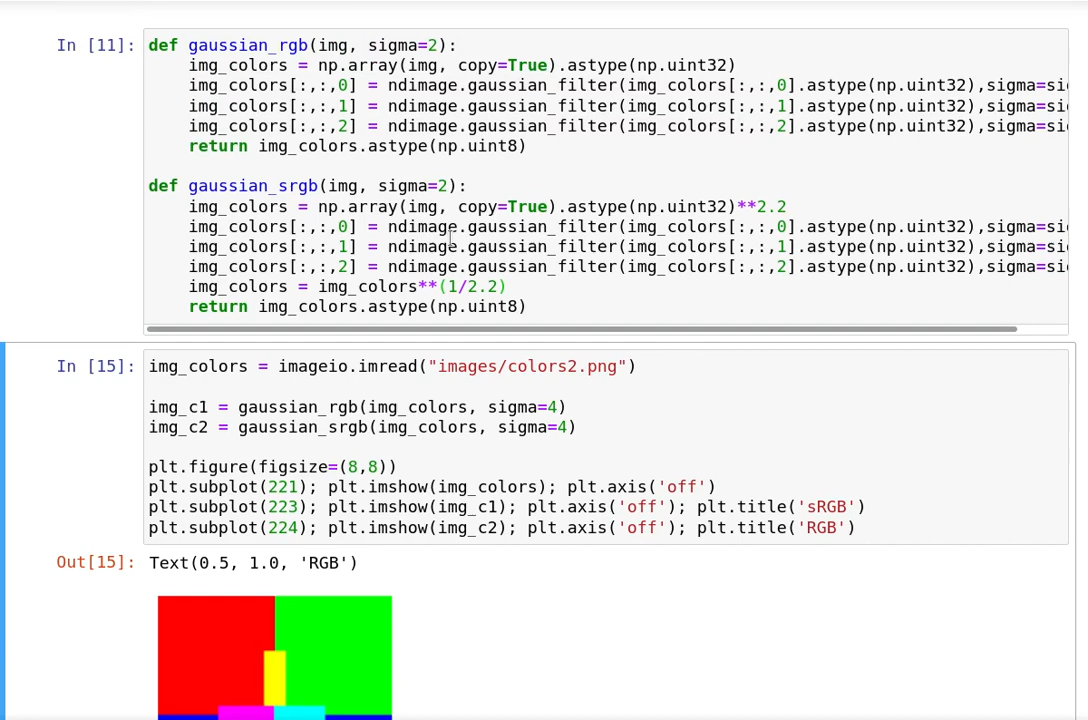 In [11]:
def gaussian_rgb(img, sigma=2):
    img_colors = np.array(img, copy=True).astype(np.uint32)
    img_colors[:,:,0] = ndimage.gaussian_filter(img_colors[:,:,0].astype(np.uint32),sigma=si
    img_colors[:,:,1] = ndimage.gaussian_filter(img_colors[:,:,1].astype(np.uint32),sigma=si
    img_colors[:,:,2] = ndimage.gaussian_filter(img_colors[:,:,2].astype(np.uint32),sigma=si
    return img_colors.astype(np.uint8)
def gaussian_srgb(img, sigma=2):
    img_colors = np.array(img, copy=True).astype(np.uint32)**2.2
    img_colors[:,:,0] = ndimage.gaussian_filter(img_colors[:,:,0].astype(np.uint32),sigma=si
    img_colors[:,:,1] = ndimage.gaussian_filter(img_colors[:,:,1].astype(np.uint32),sigma=si
    img_colors[:,:,2] = ndimage.gaussian_filter(img_colors[:,:,2].astype(np.uint32),sigma=si
    img_colors = img_colors**(1/2.2)
    return img_colors.astype(np.uint8)
In [15]:
img_colors = imageio.imread("images/colors2.png")
img_c1 = gaussian_rgb(img_colors, sigma=4)
img_c2 = gaussian_srgb(img_colors, sigma=4)
plt.figure(figsize=(8,8))
plt.subplot(221); plt.imshow(img_colors); plt.axis('off')
plt.subplot(223); plt.imshow(img_c1); plt.axis('off'); plt.title('sRGB')
plt.subplot(224); plt.imshow(img_c2); plt.axis('off'); plt.title('RGB')
Out[15]: Text(0.5, 1.0, 'RGB')